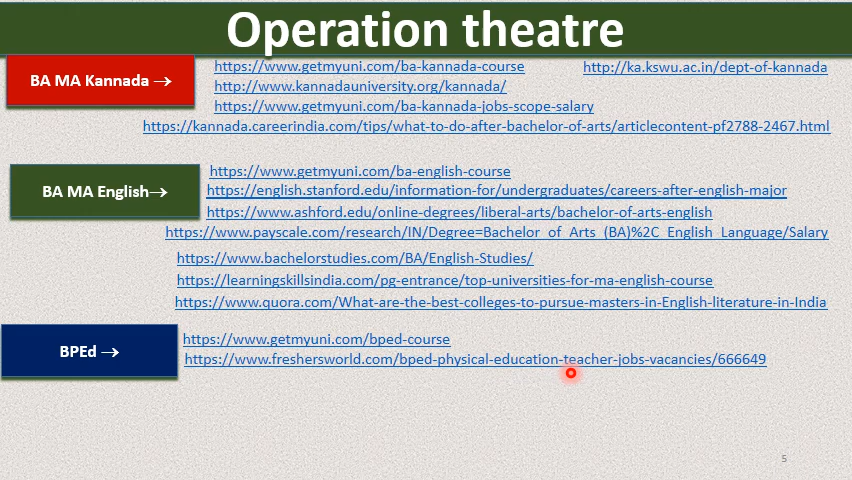 Operation theatre
BA MA Kannada →
https://www.getmyuni.com/ba-kannada-course
http://ka.kswu.ac.in/dept-of-kannada
http://www.kannadauniversity.org/kannada/
https://www.getmyuni.com/ba-kannada-jobs-scope-salary
https://kannada.careerindia.com/tips/what-to-do-after-bachelor-of-arts/articlecontent-pf2788-2467.html
BA MA English→
https://www.getmyuni.com/ba-english-course
https://english.stanford.edu/information-for/undergraduates/careers-after-english-major
https://www.ashford.edu/online-degrees/liberal-arts/bachelor-of-arts-english
https://www.payscale.com/research/IN/Degree=Bachelor_of_Arts_(BA)%2C_English_Language/Salary
https://www.bachelorstudies.com/BA/English-Studies/
https://learningskillsindia.com/pg-entrance/top-universities-for-ma-english-course
https://www.quora.com/What-are-the-best-colleges-to-pursue-masters-in-English-literature-in-India
BPEd →
https://www.getmyuni.com/bped-course
https://www.freshersworld.com/bped-physical-education-teacher-jobs-vacancies/666649
5